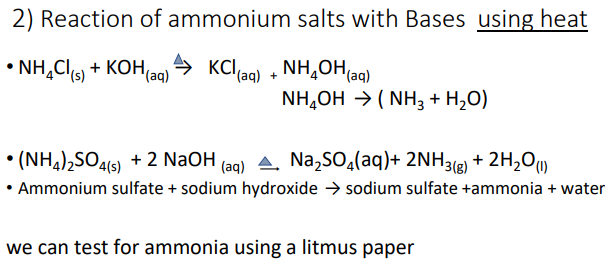 2) Reaction of ammonium salts with Bases using heat
• NH₄Cl₍s₎ + KOH₍aq₎ → KCl₍aq₎ + NH₄OH₍aq₎
NH₄OH → ( NH₃ + H₂O)
• (NH₄)₂SO₄₍s₎ + 2 NaOH ₍aq₎ → Na₂SO₄(aq)+ 2NH₃₍g₎ + 2H₂O₍l₎
• Ammonium sulfate + sodium hydroxide → sodium sulfate +ammonia + water
we can test for ammonia using a litmus paper